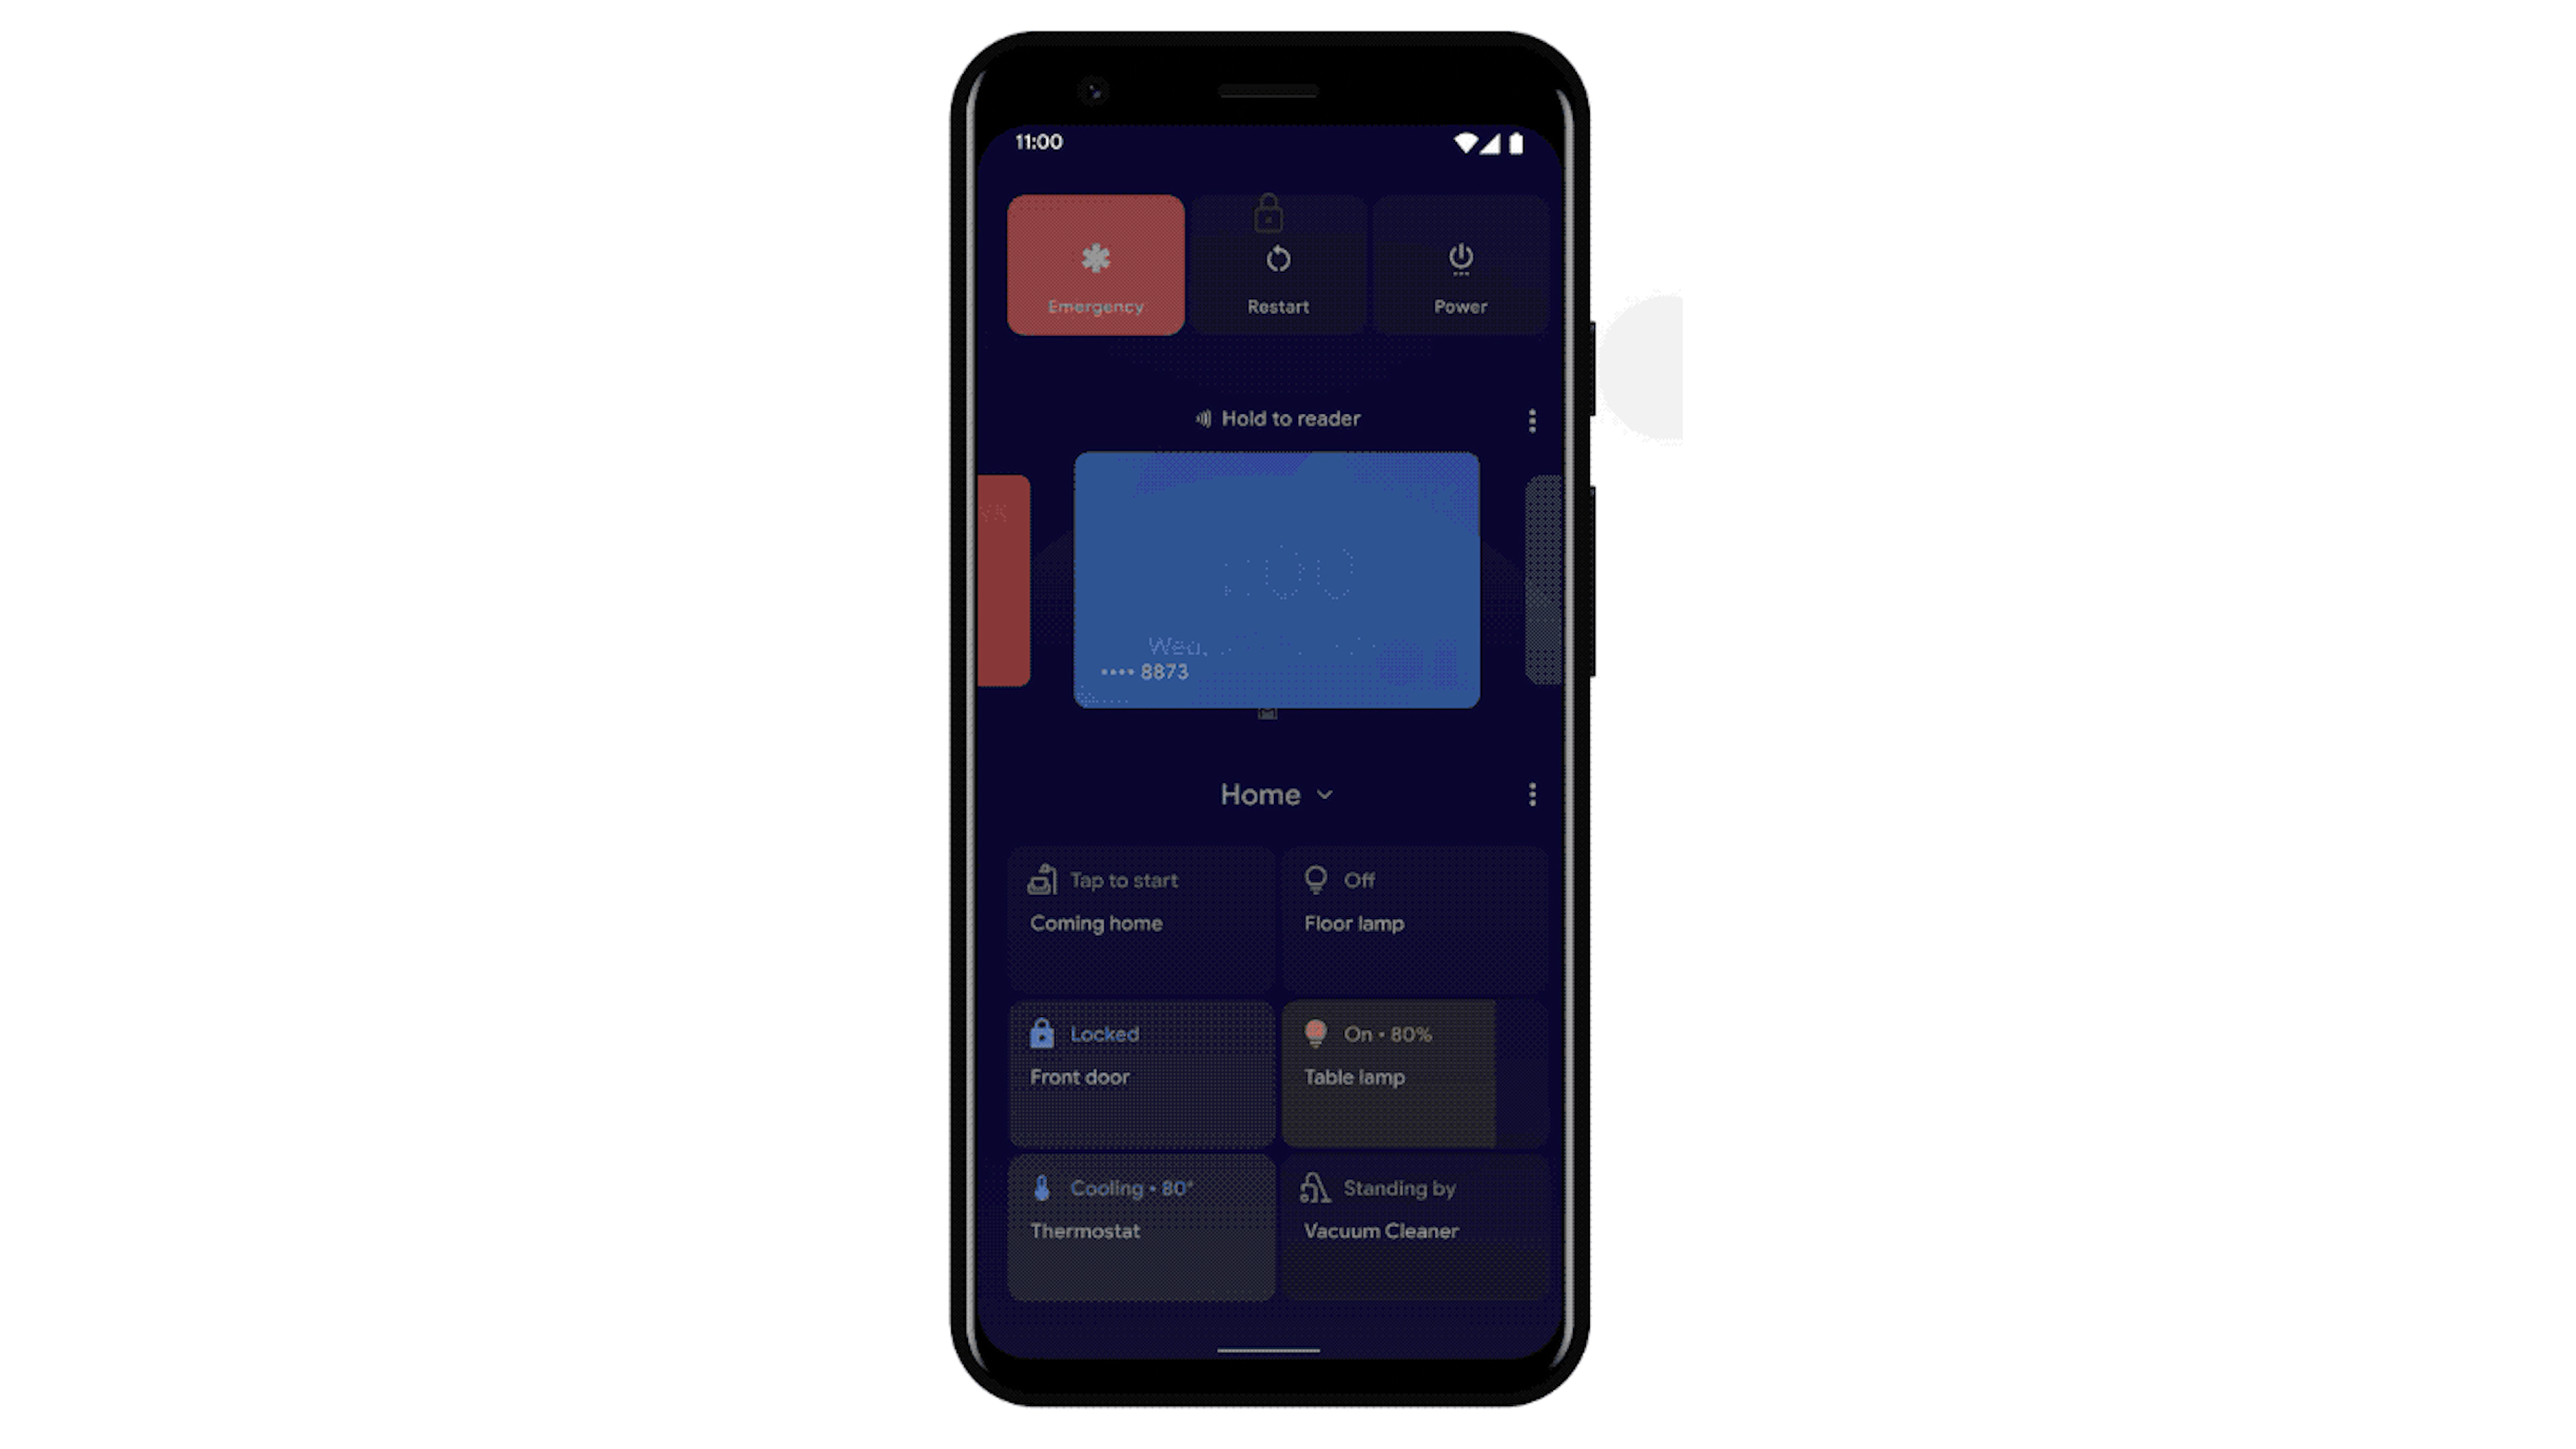 11:00
Emergency
Restart
Power
Hold to reader
Wed,
•••• 8873
Home
Tap to start
Coming home
Off
Floor lamp
Locked
Front door
On • 80%
Table lamp
Cooling • 80°
Thermostat
Standing by
Vacuum Cleaner